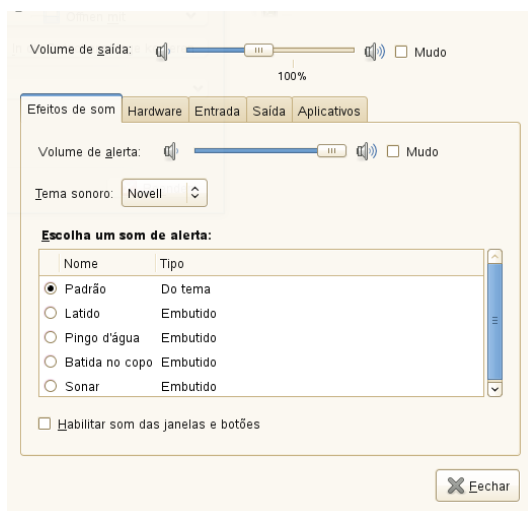 Volume de saída:
Mudo
100%
Efeitos de som Hardware Entrada Saída Aplicativos
Volume de alerta:
Mudo
Tema sonoro: Novell
Escolha um som de alerta:
Nome Tipo
Padrão Do tema
Latido Embutido
Pingo d'água Embutido
Batida no copo Embutido
Sonar Embutido
Habilitar som das janelas e botões
Fechar